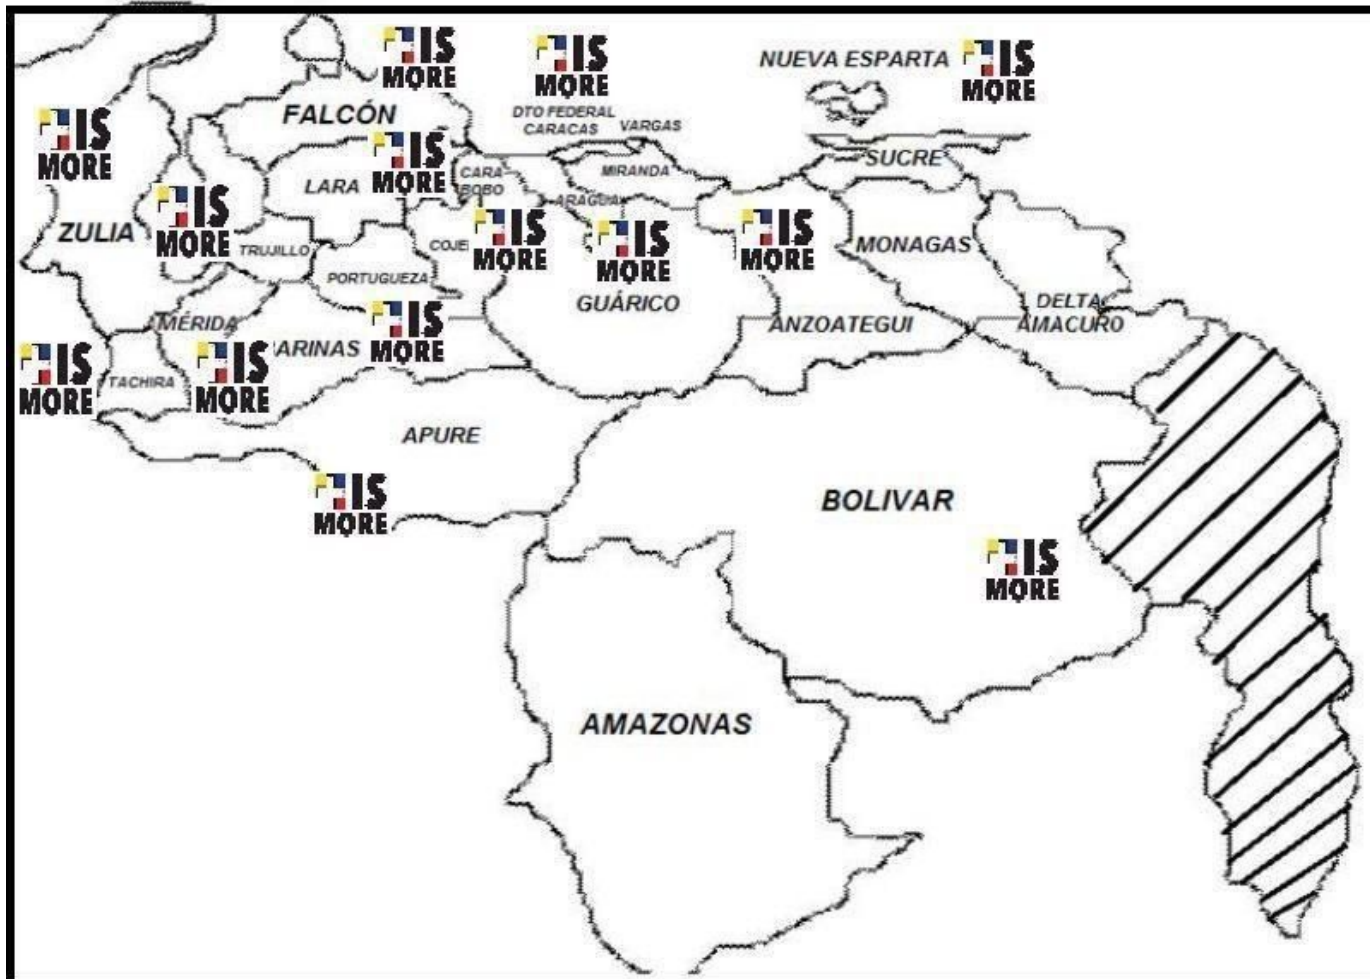 IS
MORE
IS
MORE
NUEVA ESPARTA
IS
MORE
FALCÓN
DTO FEDERAL
CARACAS
VARGAS
IS
MORE
IS
MORE
LARA
CARA
BOBO
MIRANDA
SUCRE
ARAGUA
IS
MORE
ZULIA
TRUJILLO
COJE
IS
MORE
IS
MORE
IS
MORE
MONAGAS
PORTUGUEZA
GUÁRICO
DELTA
AMACURO
MÉRIDA
IS
MORE
ANZOATEGUI
IS
MORE
TACHIRA
IS
MORE
ARINAS
APURE
IS
MORE
BOLIVAR
IS
MORE
AMAZONAS